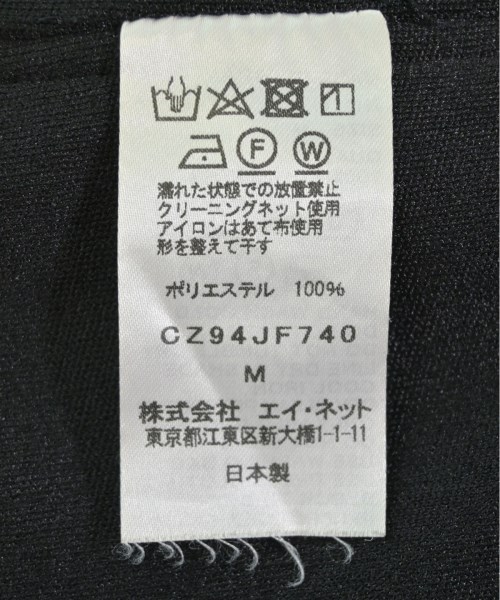 F W
濡れた状態での放置禁止
クリーニングネット使用
アイロンはあて布使用
形を整えて干す
ポリエステル 100%
CZ94JF740
M
株式会社 エイ・ネット
東京都江東区新大橋1-1-11
日本製